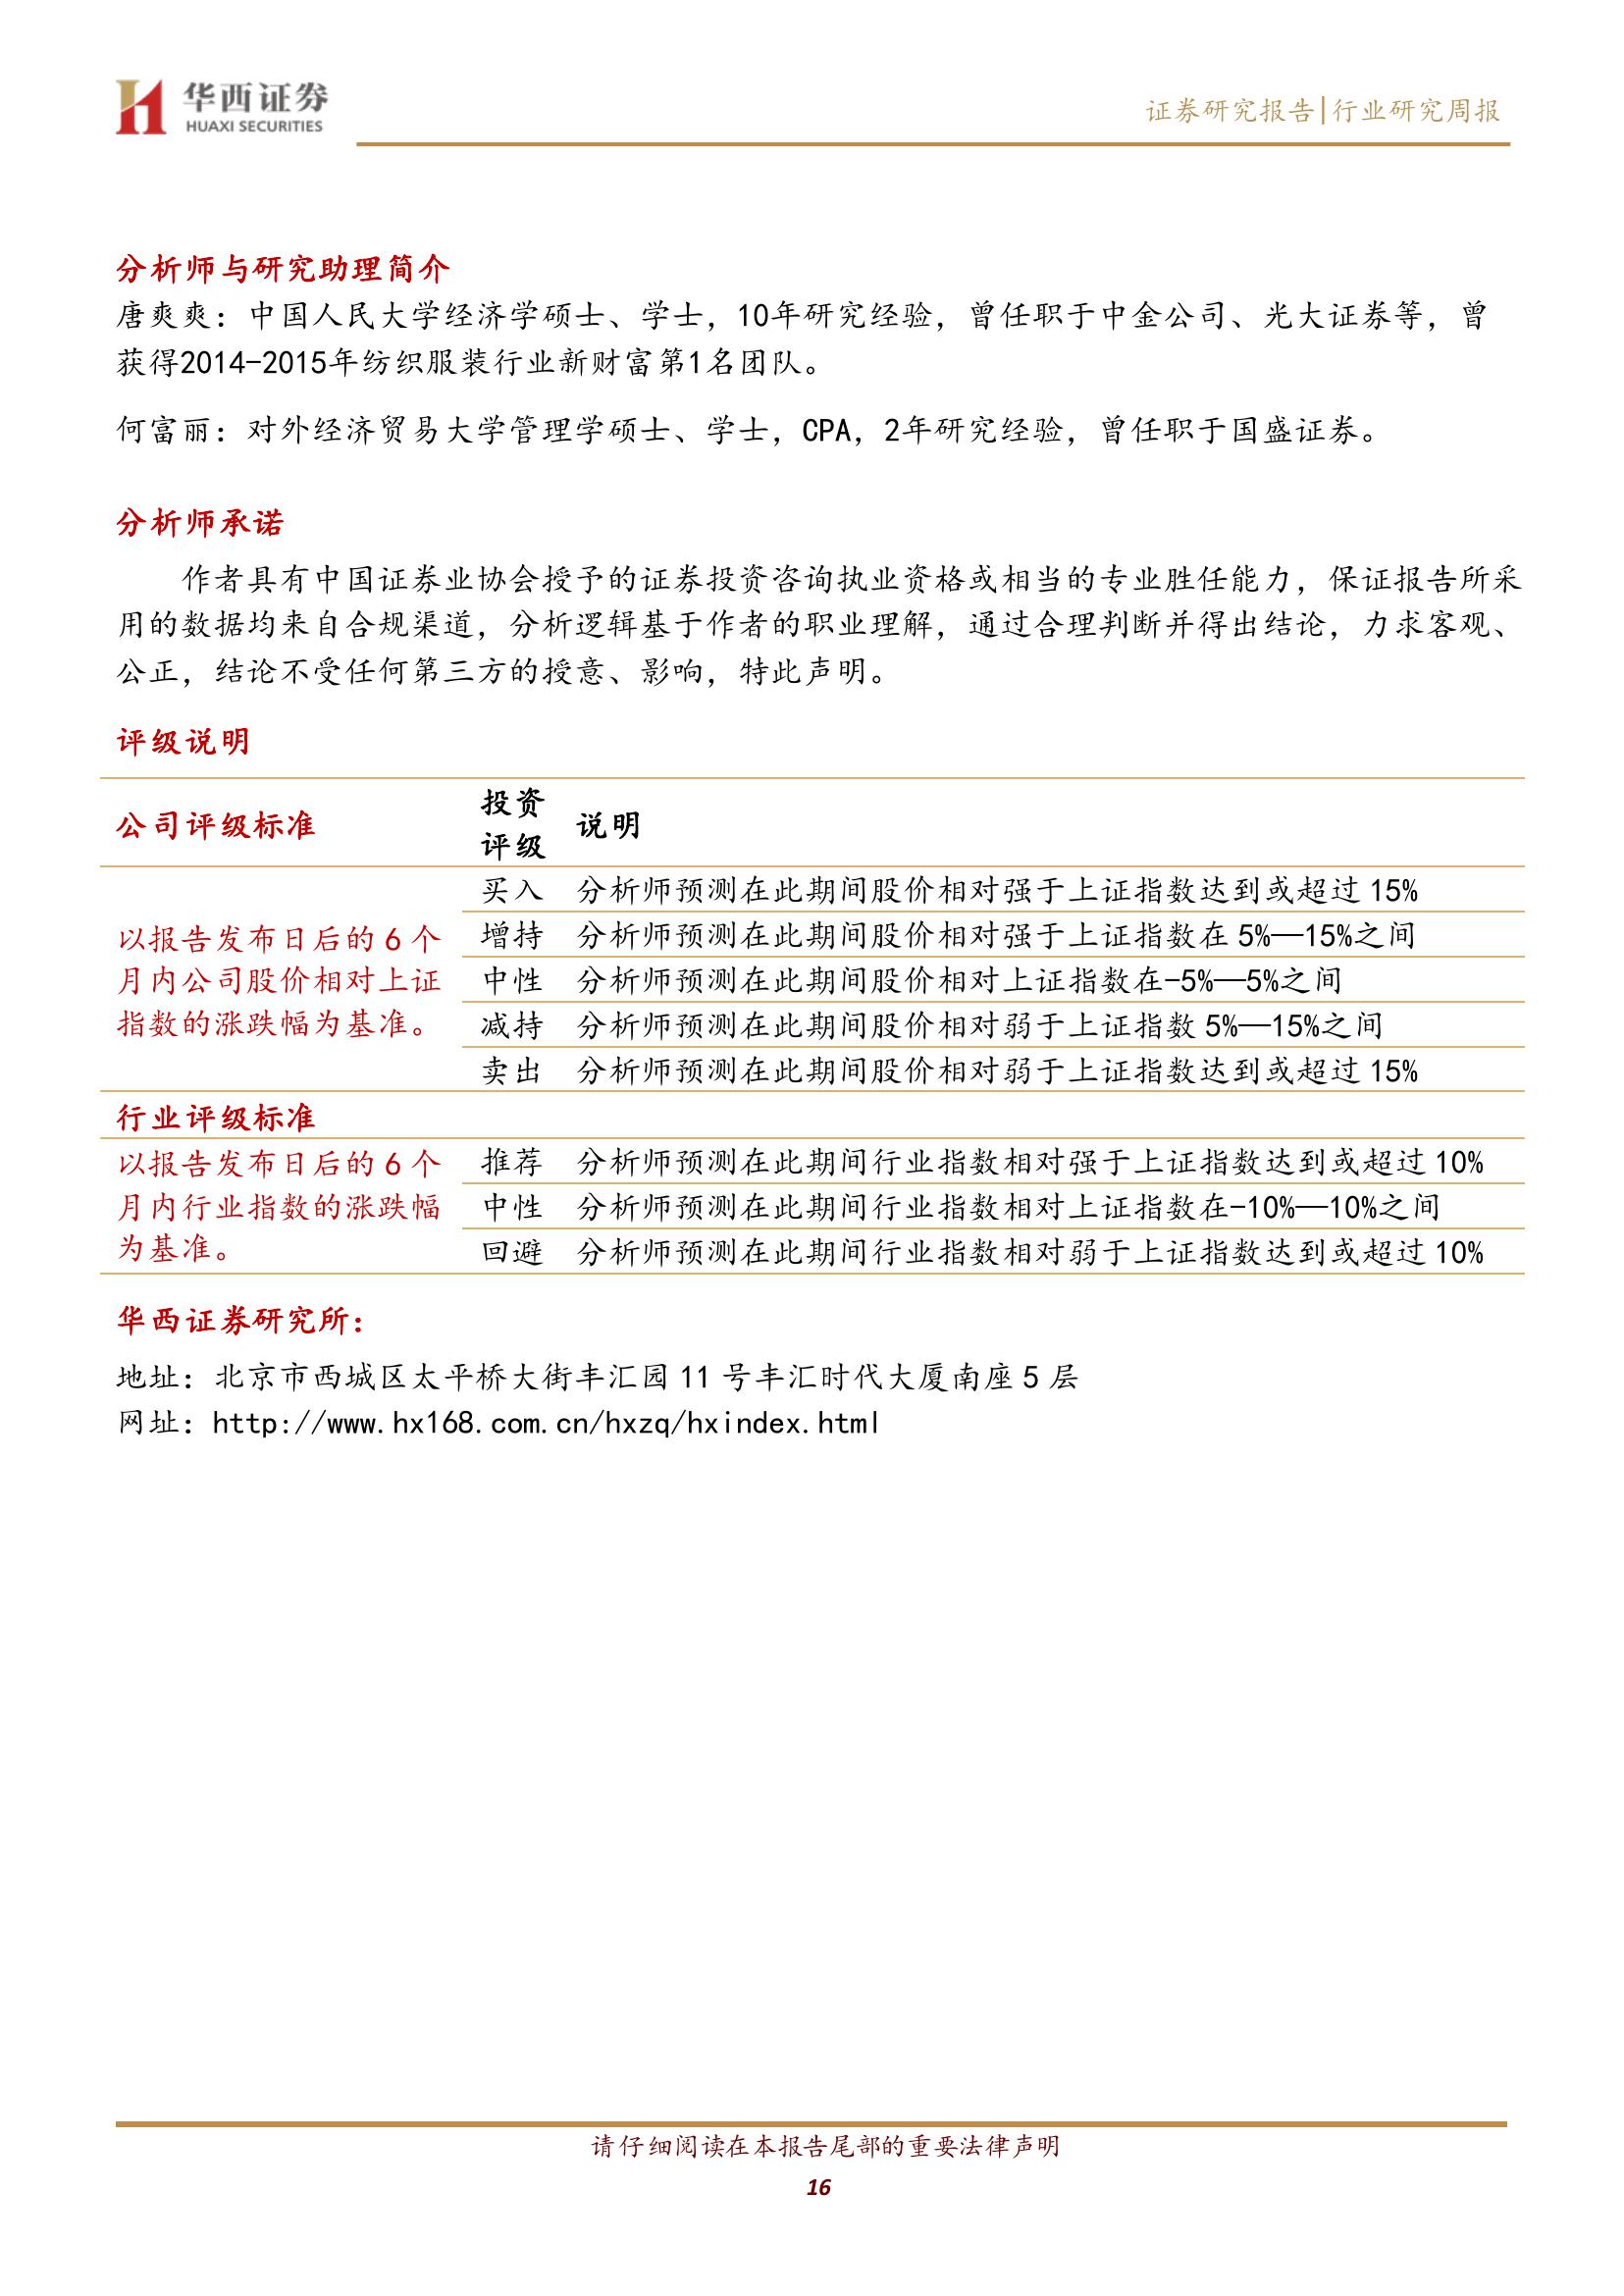 华西证券
HUAXI SECURITIES
证券研究报告|行业研究周报
分析师与研究助理简介
唐爽爽：中国人民大学经济学硕士、学士，10年研究经验，曾任职于中金公司、光大证券等，曾
获得2014-2015年纺织服装行业新财富第1名团队。
何富丽：对外经济贸易大学管理学硕士、学士，CPA，2年研究经验，曾任职于国盛证券。
分析师承诺
作者具有中国证券业协会授予的证券投资咨询执业资格或相当的专业胜任能力，保证报告所采
用的数据均来自合规渠道，分析逻辑基于作者的职业理解，通过合理判断并得出结论，力求客观、
公正，结论不受任何第三方的授意、影响，特此声明。
评级说明
公司评级标准
投资
评级
说明
以报告发布日后的 6 个
月内公司股价相对上证
指数的涨跌幅为基准。
买入 分析师预测在此期间股价相对强于上证指数达到或超过 15%
增持 分析师预测在此期间股价相对强于上证指数在 5%—15%之间
中性 分析师预测在此期间股价相对上证指数在-5%—5%之间
减持 分析师预测在此期间股价相对弱于上证指数 5%—15%之间
卖出 分析师预测在此期间股价相对弱于上证指数达到或超过 15%
行业评级标准
以报告发布日后的 6 个
月内行业指数的涨跌幅
为基准。
推荐 分析师预测在此期间行业指数相对强于上证指数达到或超过 10%
中性 分析师预测在此期间行业指数相对上证指数在-10%—10%之间
回避 分析师预测在此期间行业指数相对弱于上证指数达到或超过 10%
华西证券研究所：
地址：北京市西城区太平桥大街丰汇园 11 号丰汇时代大厦南座 5 层
网址：http://www.hx168.com.cn/hxzq/hxindex.html
请仔细阅读在本报告尾部的重要法律声明
16